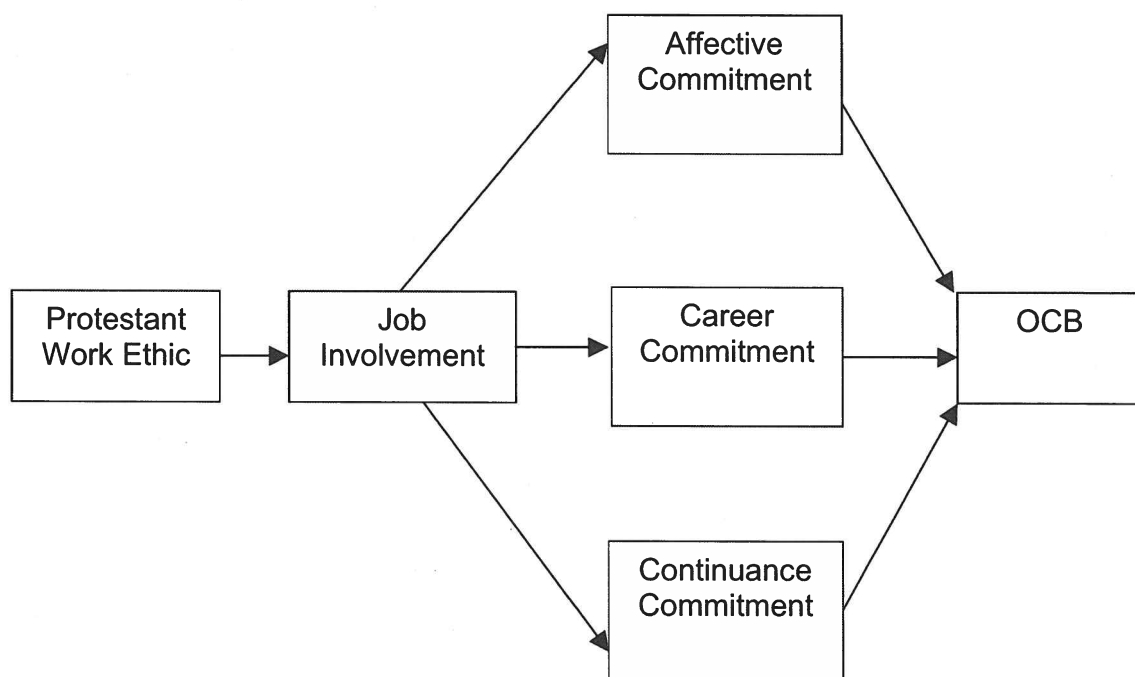 Affective
Commitment
Protestant
Work Ethic
Job
Involvement
Career
Commitment
OCB
Continuance
Commitment